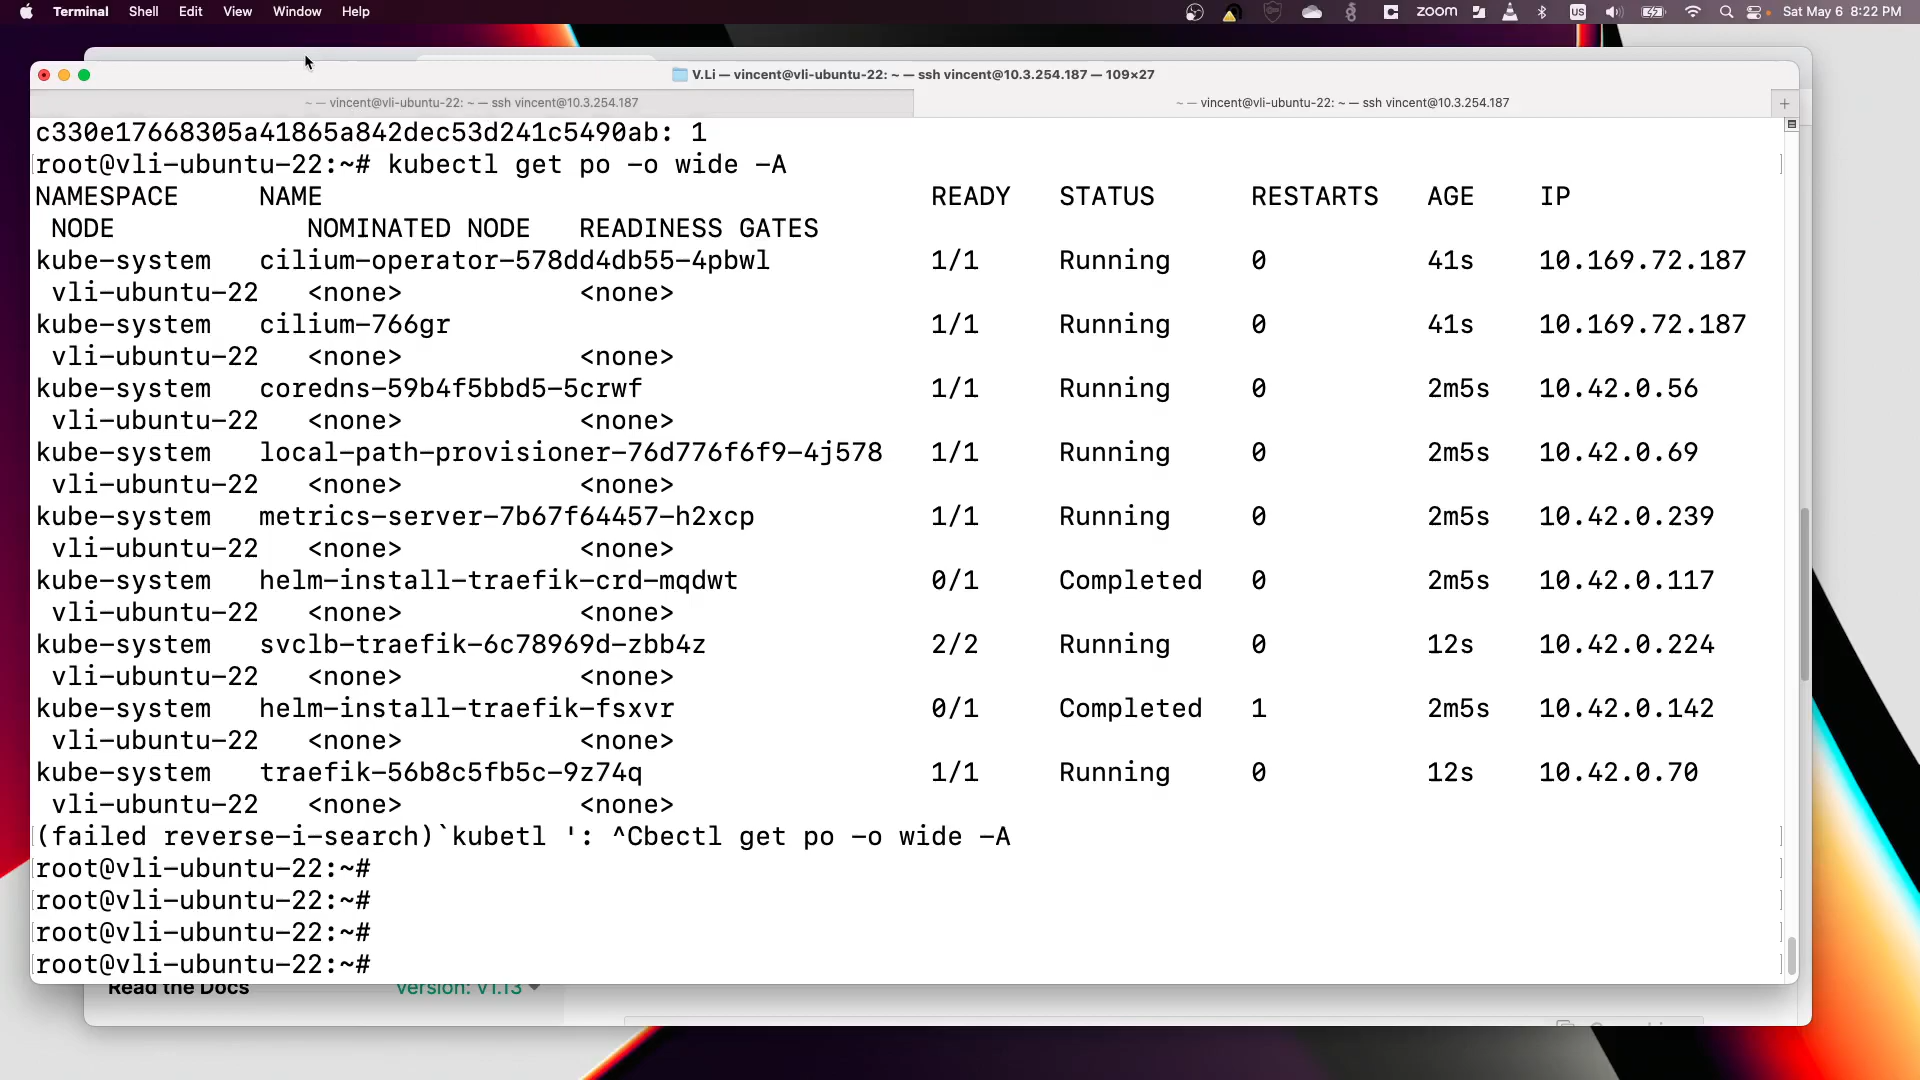 Terminal Shell Edit View Window Help zoom US Sat May 6 8:22 PM
V.Li — vincent@vli-ubuntu-22: ~ — ssh vincent@10.3.254.187 — 109×27
~ — vincent@vli-ubuntu-22: ~ — ssh vincent@10.3.254.187 ~ — vincent@vli-ubuntu-22: ~ — ssh vincent@10.3.254.187 +
c330e17668305a41865a842dec53d241c5490ab: 1
[root@vli-ubuntu-22:~# kubectl get po -o wide -A ]
NAMESPACE NAME READY STATUS RESTARTS AGE IP
NODE NOMINATED NODE READINESS GATES
kube-system cilium-operator-578dd4db55-4pbwl 1/1 Running 0 41s 10.169.72.187
vli-ubuntu-22 <none> <none>
kube-system cilium-766gr 1/1 Running 0 41s 10.169.72.187
vli-ubuntu-22 <none> <none>
kube-system coredns-59b4f5bbd5-5crwf 1/1 Running 0 2m5s 10.42.0.56
vli-ubuntu-22 <none> <none>
kube-system local-path-provisioner-76d776f6f9-4j578 1/1 Running 0 2m5s 10.42.0.69
vli-ubuntu-22 <none> <none>
kube-system metrics-server-7b67f64457-h2xcp 1/1 Running 0 2m5s 10.42.0.239
vli-ubuntu-22 <none> <none>
kube-system helm-install-traefik-crd-mqdwt 0/1 Completed 0 2m5s 10.42.0.117
vli-ubuntu-22 <none> <none>
kube-system svclb-traefik-6c78969d-zbb4z 2/2 Running 0 12s 10.42.0.224
vli-ubuntu-22 <none> <none>
kube-system helm-install-traefik-fsxvr 0/1 Completed 1 2m5s 10.42.0.142
vli-ubuntu-22 <none> <none>
kube-system traefik-56b8c5fb5c-9z74q 1/1 Running 0 12s 10.42.0.70
vli-ubuntu-22 <none> <none>
[(failed reverse-i-search)`kubetl ': ^Cbectl get po -o wide -A ]
[root@vli-ubuntu-22:~# ]
[root@vli-ubuntu-22:~# ]
[root@vli-ubuntu-22:~# ]
[root@vli-ubuntu-22:~# ]
Read the Docs Version: v1.13